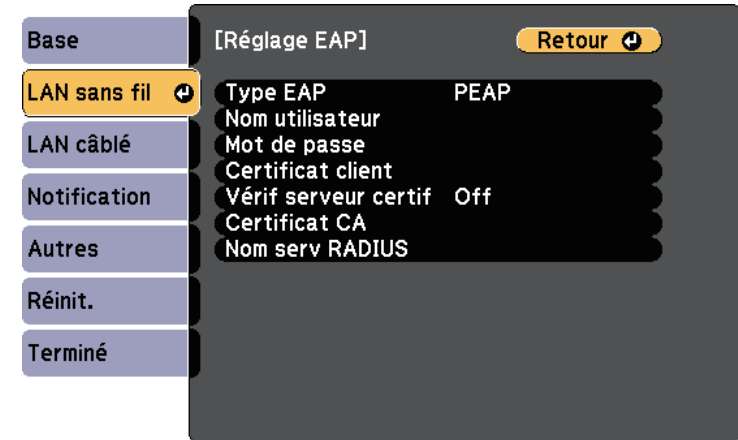 Base
LAN sans fil
LAN câblé
Notification
Autres
Réinit.
Terminé
[Réglage EAP]
Retour
Type EAP PEAP
Nom utilisateur
Mot de passe
Certificat client
Vérif serveur certif Off
Certificat CA
Nom serv RADIUS